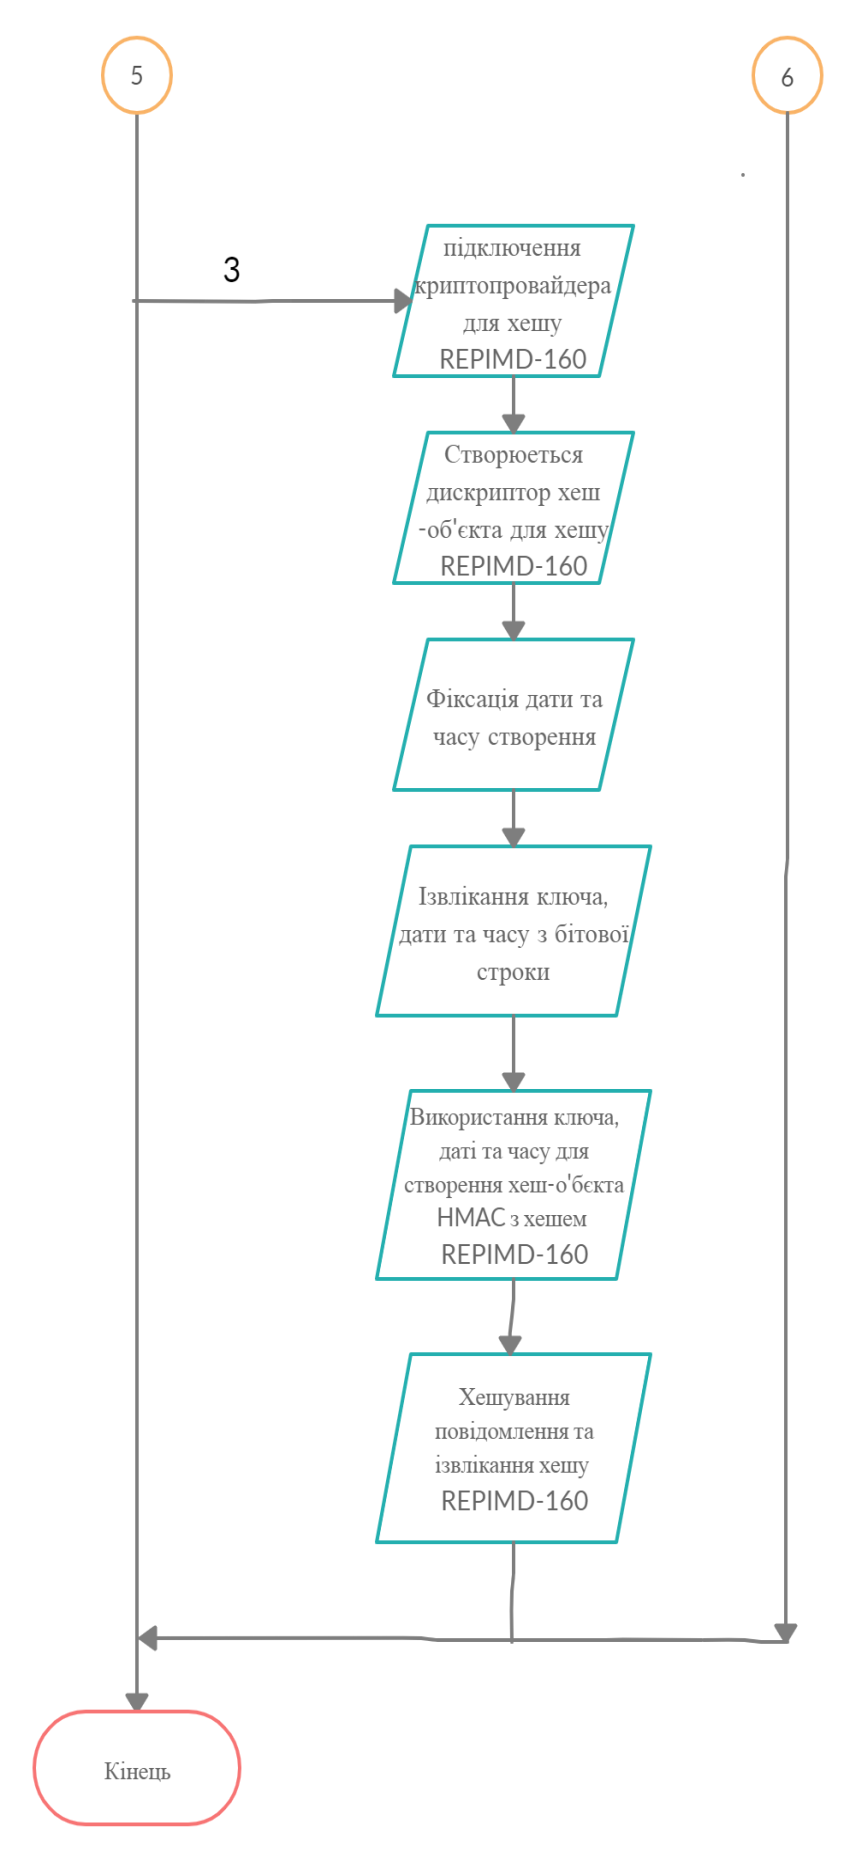 5
6
3
підключення
криптопровайдера
для хешу
REPIMD-160
Створюеться
дискриптор хеш
-об'єкта для хешу
REPIMD-160
Фіксація дати та
часу створення
Ізвлікання ключа,
дати та часу з бітової
строки
Використання ключа,
даті та часу для
створення хеш-о'бєкта
HMAC з хешем
REPIMD-160
Хешування
повідомлення та
ізвлікання хешу
REPIMD-160
Кінець